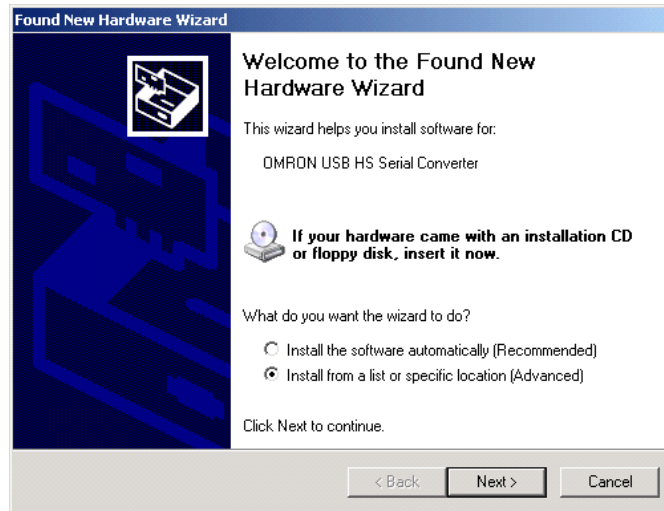 Found New Hardware Wizard
Welcome to the Found New
Hardware Wizard
This wizard helps you install software for:
OMRON USB HS Serial Converter
If your hardware came with an installation CD
or floppy disk, insert it now.
What do you want the wizard to do?
Install the software automatically (Recommended)
Install from a list or specific location (Advanced)
Click Next to continue.
< Back Next > Cancel